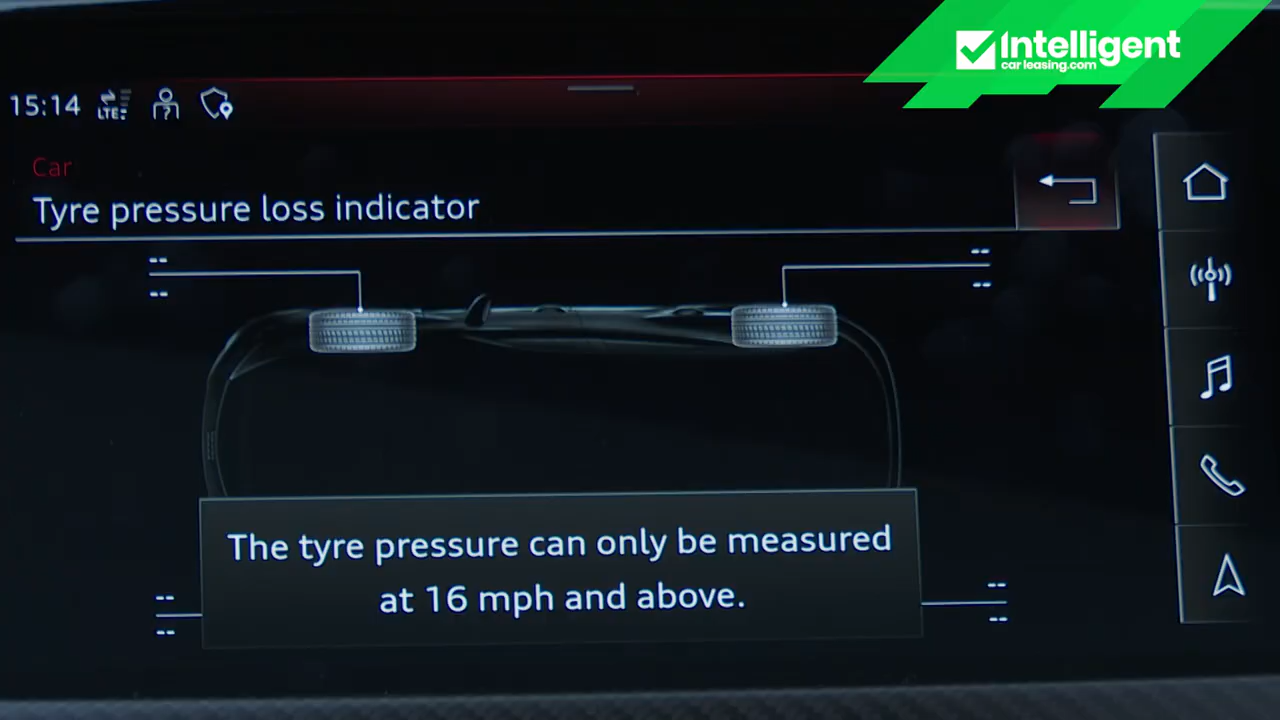 Intelligent
carleasing.com
15:14
LTE
?
Car
Tyre pressure loss indicator
-- --
-- --
The tyre pressure can only be measured
at 16 mph and above.
-- --
-- --